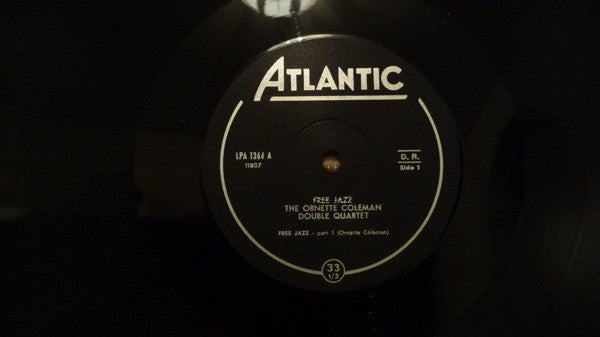 ATLANTIC
LPA 1364 A
11807
D. R.
Side 1
FREE JAZZ
THE ORNETTE COLEMAN
DOUBLE QUARTET
FREE JAZZ - part 1 (Ornette Coleman)
33
1/3